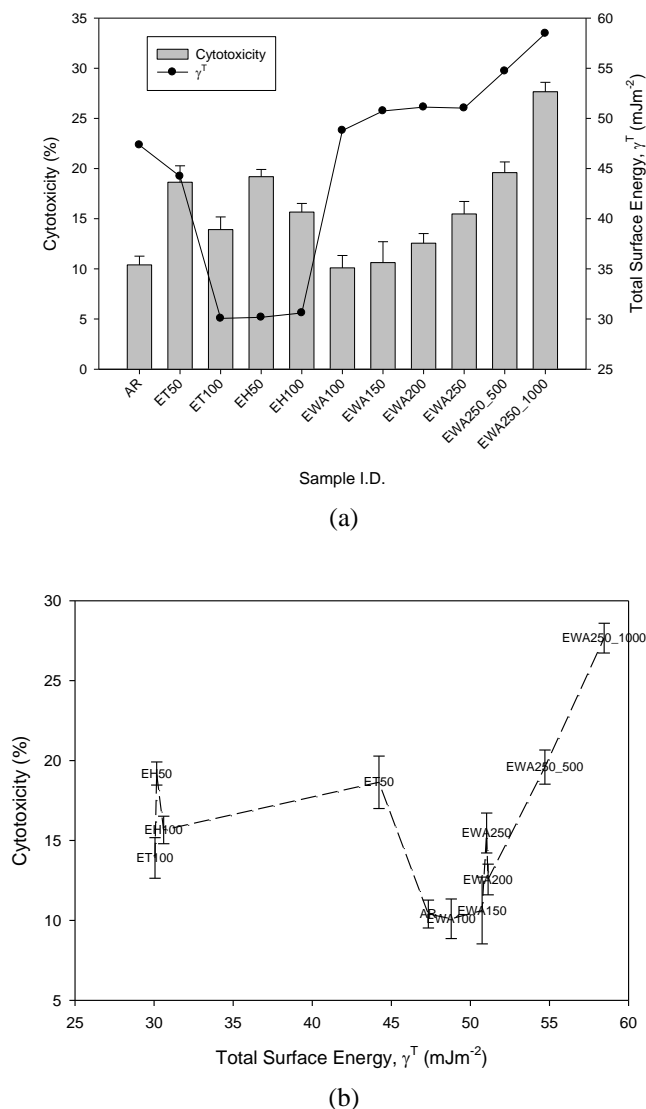 35
30
25
20
15
10
5
0
Cytotoxicity (%)
Cytotoxicity
γT
60
55
50
45
40
35
30
25
Total Surface Energy, γT (mJm-2)
AR
ET50
ET100
EH50
EH100
EWA100
EWA150
EWA200
EWA250
EWA250_500
EWA250_1000
Sample I.D.
(a)
30
25
20
15
10
5
Cytotoxicity (%)
EWA250_1000
EWA250_500
EH50
ET50
EH100
EWA250
ET100
EWA200
AR
EWA100
EWA150
25
30
35
40
45
50
55
60
Total Surface Energy, γT (mJm-2)
(b)